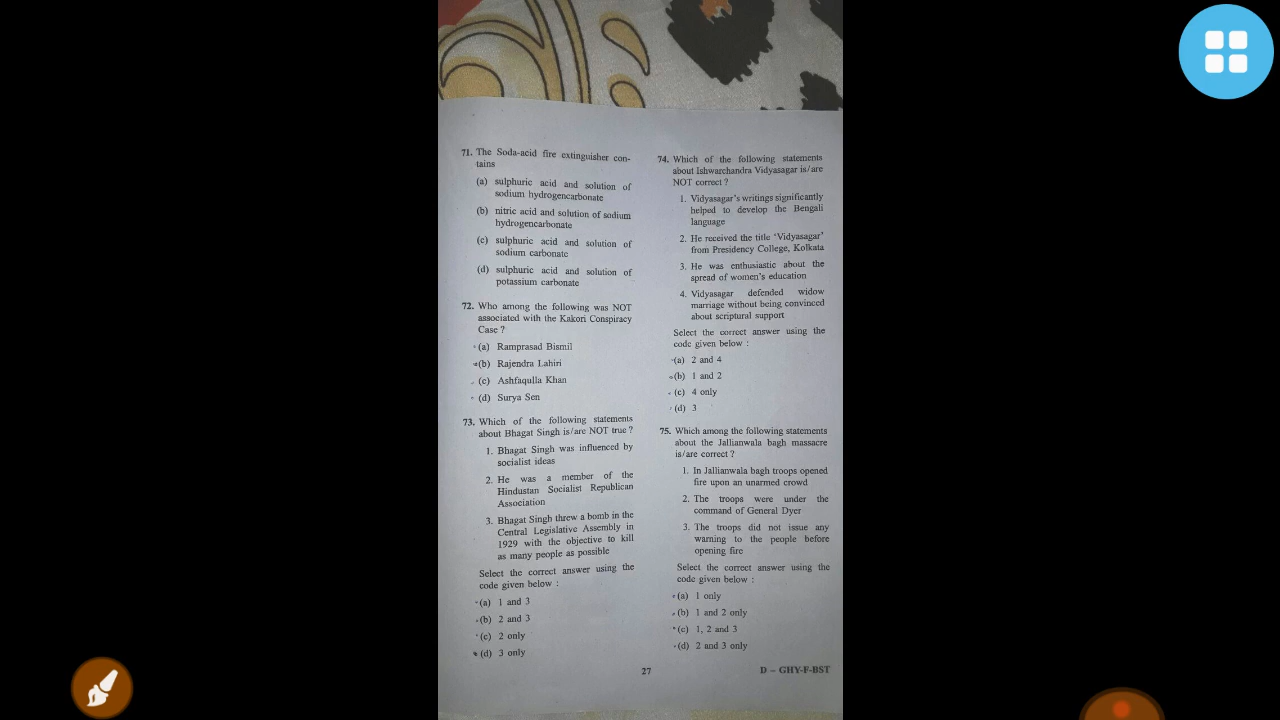 71. The Soda-acid fire extinguisher con-
tains
(a) sulphuric acid and solution of
sodium hydrogencarbonate
(b) nitric acid and solution of sodium
hydrogencarbonate
(c) sulphuric acid and solution of
sodium carbonate
(d) sulphuric acid and solution of
potassium carbonate
72. Who among the following was NOT
associated with the Kakori Conspiracy
Case ?
(a) Ramprasad Bismil
(b) Rajendra Lahiri
(c) Ashfaqulla Khan
(d) Surya Sen
73. Which of the following statements
about Bhagat Singh is/are NOT true ?
1. Bhagat Singh was influenced by
socialist ideas
2. He was a member of the
Hindustan Socialist Republican
Association
3. Bhagat Singh threw a bomb in the
Central Legislative Assembly in
1929 with the objective to kill
as many people as possible
Select the correct answer using the
code given below :
(a) 1 and 3
(b) 2 and 3
(c) 2 only
(d) 3 only
74. Which of the following statements
about Ishwarchandra Vidyasagar is/are
NOT correct ?
1. Vidyasagar's writings significantly
helped to develop the Bengali
language
2. He received the title 'Vidyasagar'
from Presidency College, Kolkata
3. He was enthusiastic about the
spread of women's education
4. Vidyasagar defended widow
marriage without being convinced
about scriptural support
Select the correct answer using the
code given below :
(a) 2 and 4
(b) 1 and 2
(c) 4 only
(d) 3
75. Which among the following statements
about the Jallianwala bagh massacre
is/are correct ?
1. In Jallianwala bagh troops opened
fire upon an unarmed crowd
2. The troops were under the
command of General Dyer
3. The troops did not issue any
warning to the people before
opening fire
Select the correct answer using the
code given below :
(a) 1 only
(b) 1 and 2 only
(c) 1, 2 and 3
(d) 2 and 3 only
27
D – GHY-F-BST